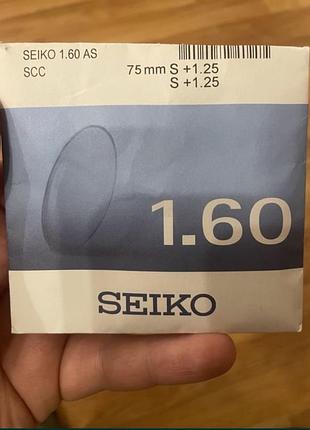 SEIKO 1.60 AS
SCC
75mm S +1.25
S +1.25
1.60
SEIKO